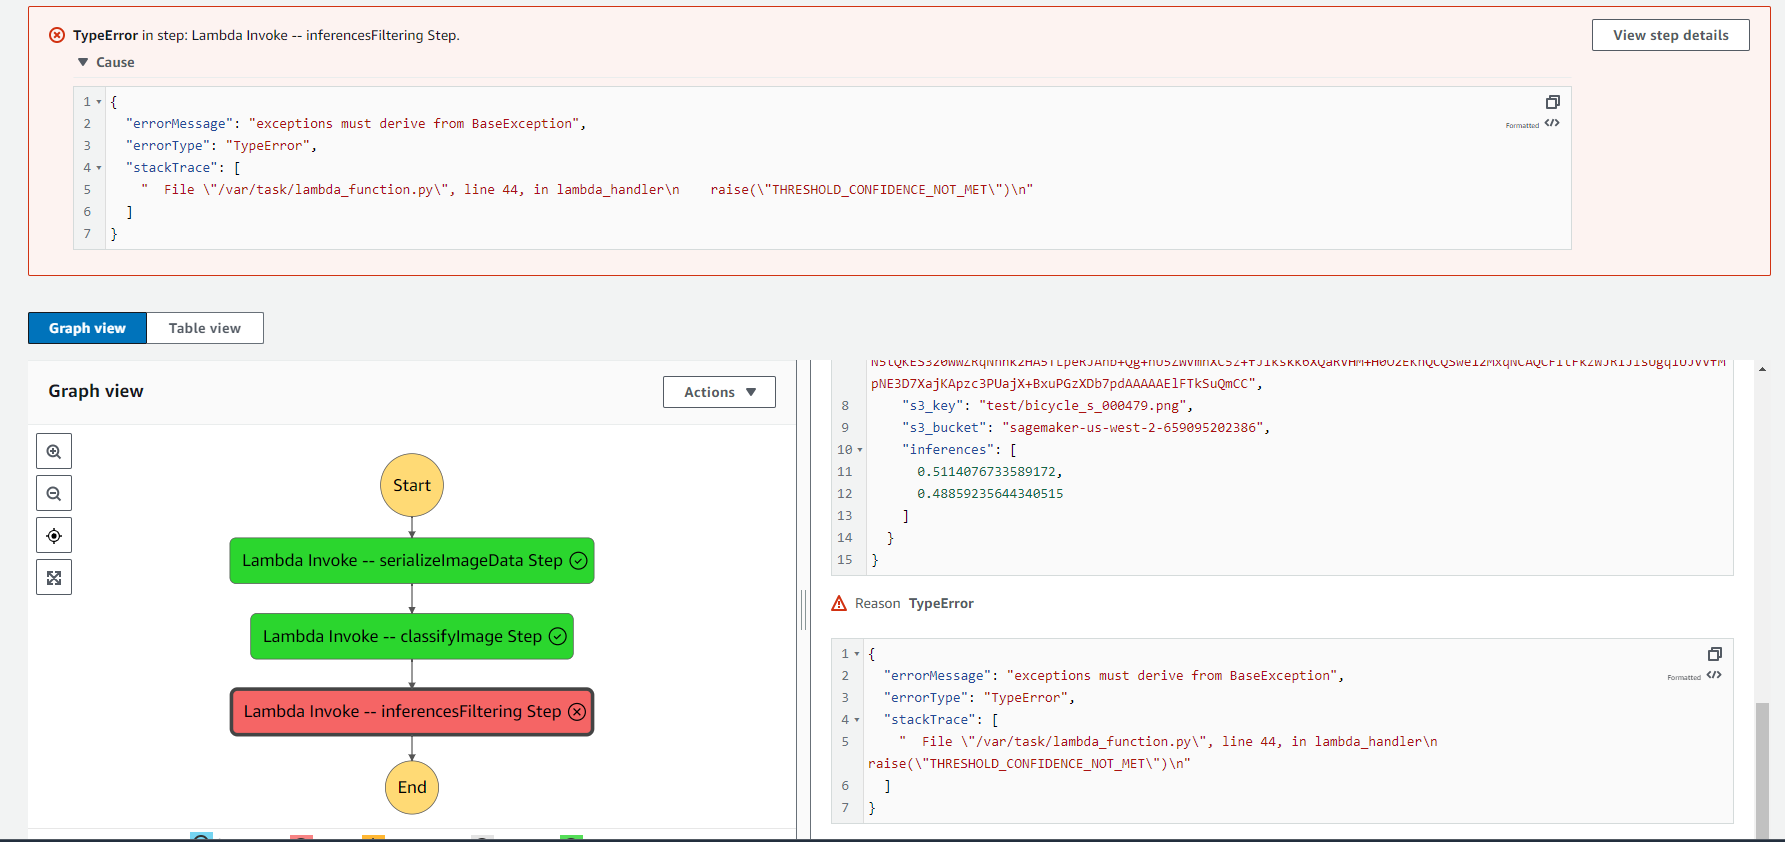 TypeError in step: Lambda Invoke -- inferencesFiltering Step.
View step details
Cause
1 {
2 "errorMessage": "exceptions must derive from BaseException",
3 "errorType": "TypeError",
4 "stackTrace": [
5 "  File \"/var/task/lambda_function.py\", line 44, in lambda_handler\n    raise(\"THRESHOLD_CONFIDENCE_NOT_MET\")\n"
6 ]
7 }
Formatted
Graph view
Table view
Graph view
Actions
Start
Lambda Invoke -- serializeImageData Step
Lambda Invoke -- classifyImage Step
Lambda Invoke -- inferencesFiltering Step
End
pNE3D7XajKApzc3PUajX+BxuPGzXDb7pdAAAAAElFTkSuQmCC",
8 "s3_key": "test/bicycle_s_000479.png",
9 "s3_bucket": "sagemaker-us-west-2-659095202386",
10 "inferences": [
11 0.5114076733589172,
12 0.48859235644340515
13 ]
14 }
15 }
Reason TypeError
1 {
2 "errorMessage": "exceptions must derive from BaseException",
3 "errorType": "TypeError",
4 "stackTrace": [
5 "  File \"/var/task/lambda_function.py\", line 44, in lambda_handler\n
raise(\"THRESHOLD_CONFIDENCE_NOT_MET\")\n"
6 ]
7 }
Formatted